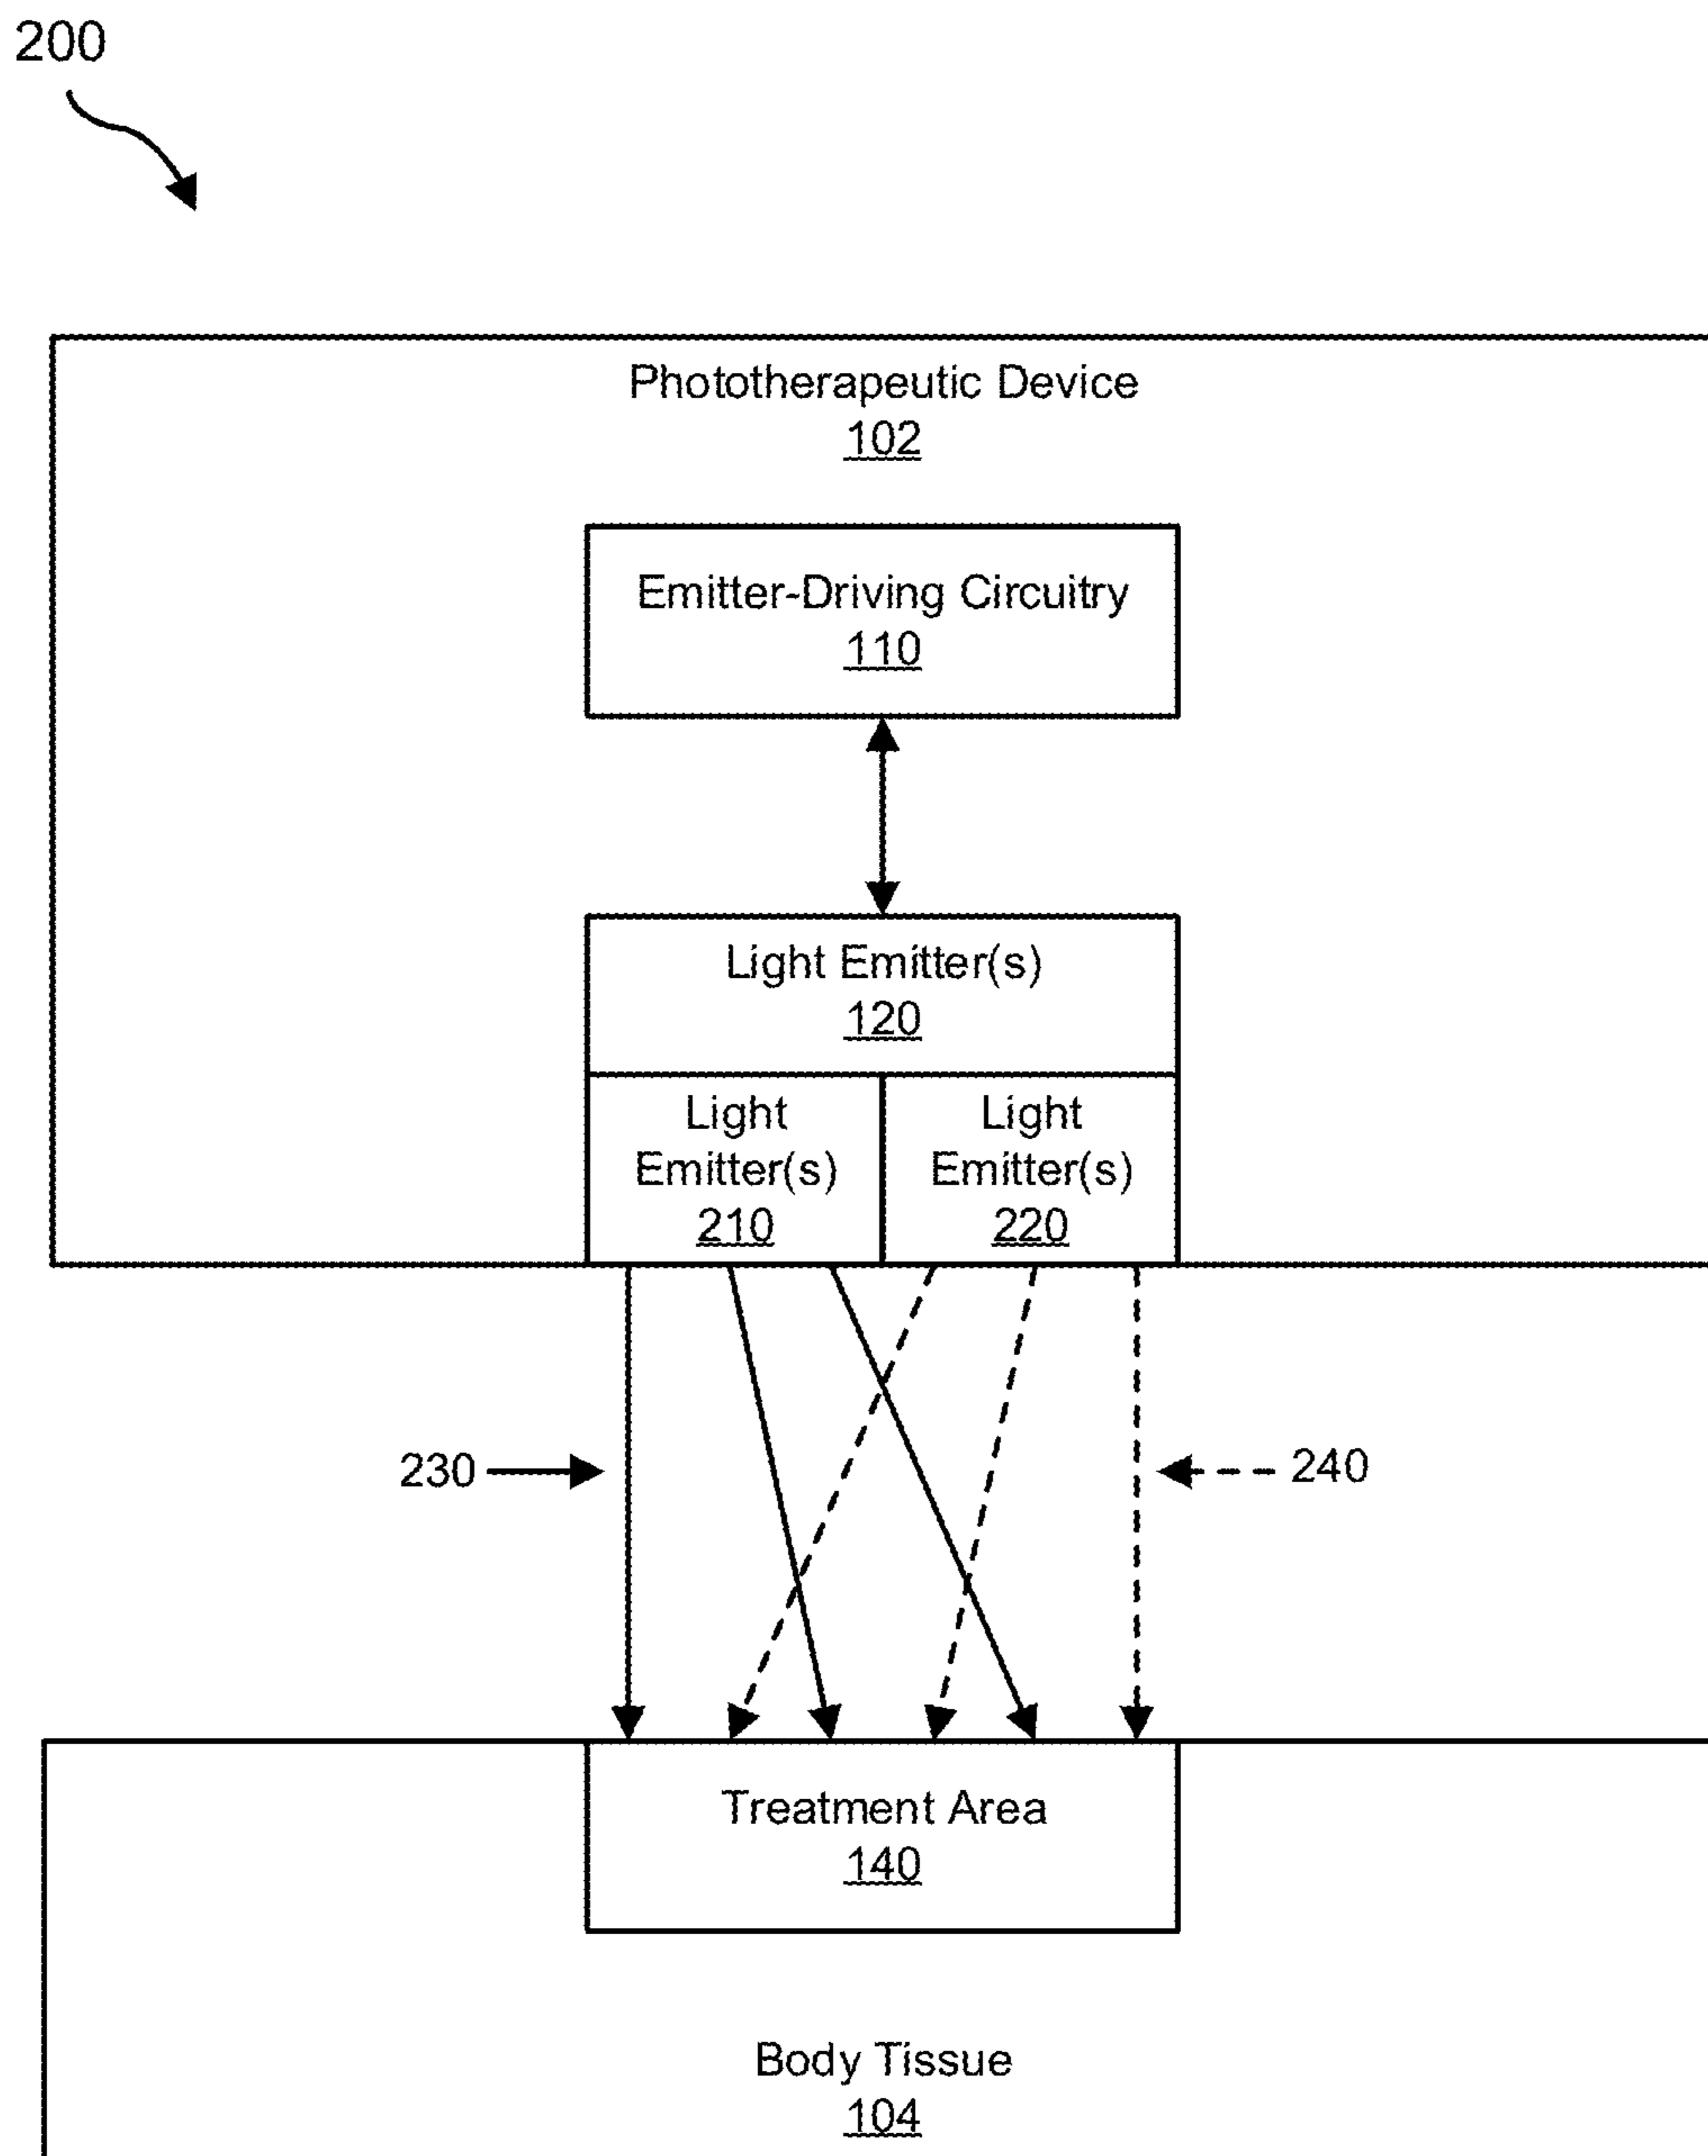 200
Phototherapeutic Device
102
Emitter-Driving Circuitry
110
Light Emitter(s)
120
Light
Emitter(s)
210
Light
Emitter(s)
220
230
240
Treatment Area
140
Body Tissue
104